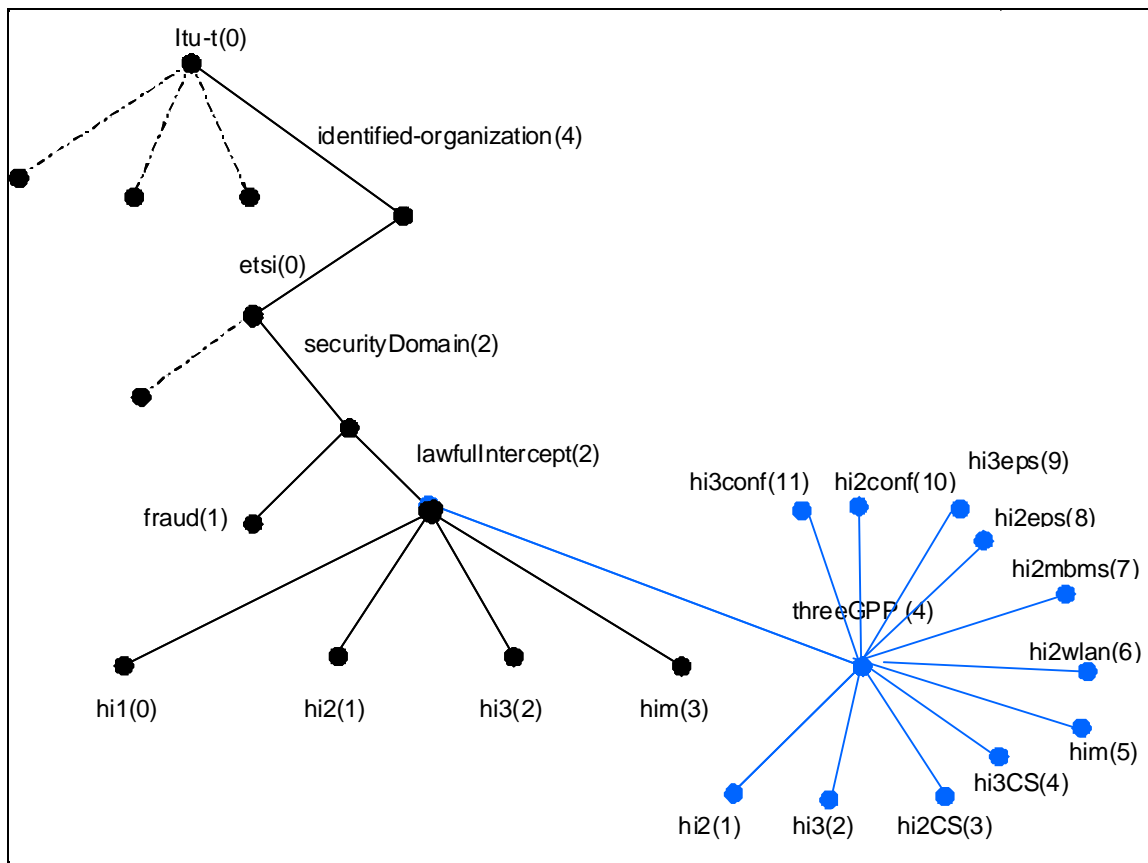 Itu-t(0)
identified-organization(4)
etsi(0)
securityDomain(2)
lawfulIntercept(2)
fraud(1)
hi3conf(11)
hi2conf(10)
hi3eps(9)
hi2eps(8)
hi2mbms(7)
threeGPP (4)
hi2wlan(6)
hi1(0)
hi2(1)
hi3(2)
him(3)
him(5)
hi3CS(4)
hi2(1)
hi3(2)
hi2CS(3)